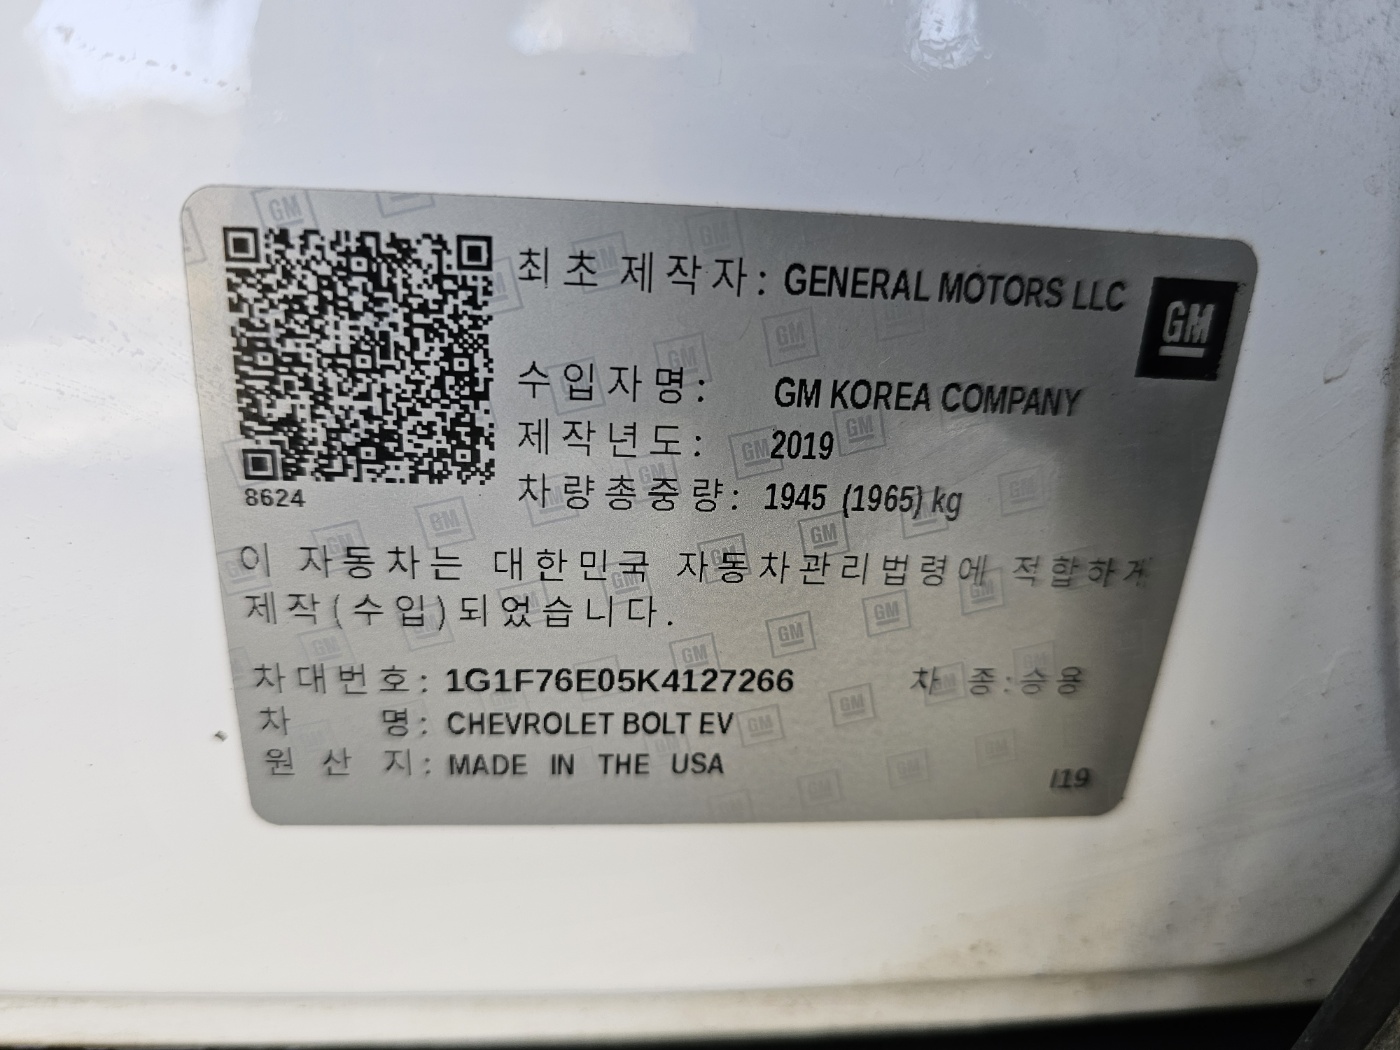 최초 제작자: GENERAL MOTORS LLC
GM
수입자명: GM KOREA COMPANY
제작년도: 2019
차량총중량: 1945 (1965) kg
8624
이 자동차는 대한민국 자동차관리법령에 적합하게
제작(수입)되었습니다.
차대번호: 1G1F76E05K4127266 차 종:승용
차 명: CHEVROLET BOLT EV
원 산 지: MADE IN THE USA
I19